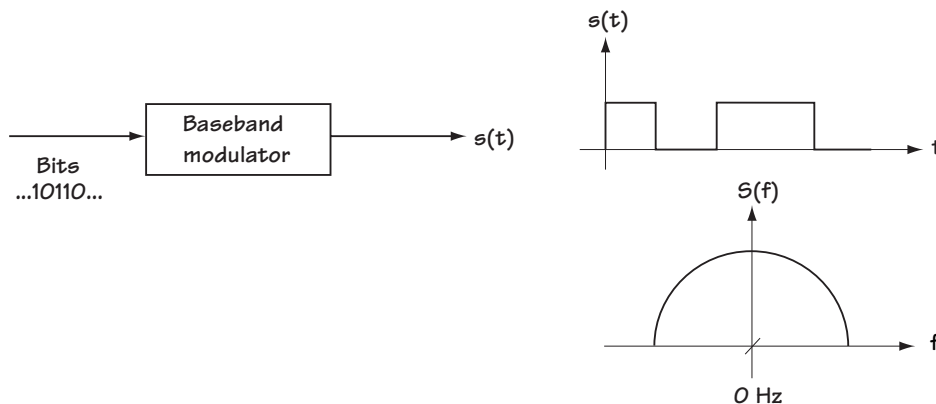 s(t)
Baseband
modulator
s(t)
Bits
...10110...
t
S(f)
f
0 Hz